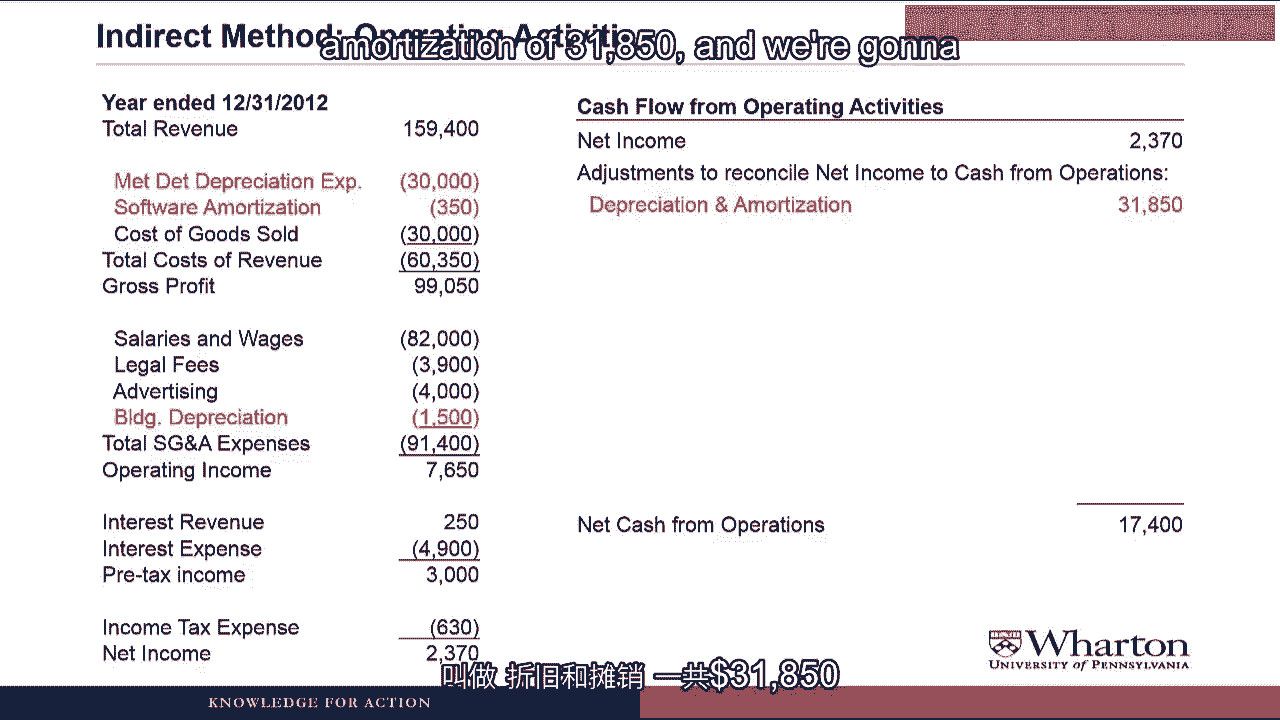 Indirect Method: Operating Activiti
amortization of 31,850, and we're gonna
Year ended 12/31/2012
Total Revenue 159,400
Met Det Depreciation Exp. (30,000)
Software Amortization (350)
Cost of Goods Sold (30,000)
Total Costs of Revenue (60,350)
Gross Profit 99,050
Salaries and Wages (82,000)
Legal Fees (3,900)
Advertising (4,000)
Bldg. Depreciation (1,500)
Total SG&A Expenses (91,400)
Operating Income 7,650
Interest Revenue 250
Interest Expense (4,900)
Pre-tax income 3,000
Income Tax Expense (630)
Net Income 2,370
Cash Flow from Operating Activities
Net Income 2,370
Adjustments to reconcile Net Income to Cash from Operations:
Depreciation & Amortization 31,850
Net Cash from Operations 17,400
Wharton
UNIVERSITY of PENNSYLVANIA
叫做 折旧和摊销 一共$31,850
KNOWLEDGE FOR ACTION